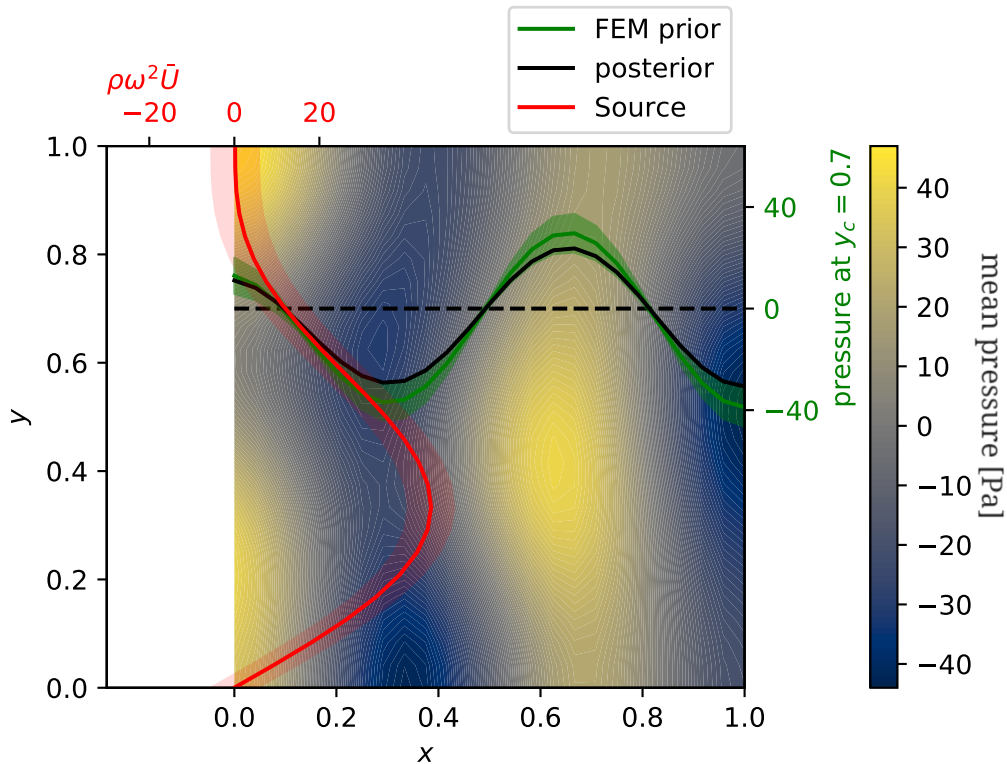 FEM prior
posterior
Source
ρω²Ū
−20 0 20
1.0
0.8
0.6
0.4
0.2
0.0
y
0.0 0.2 0.4 0.6 0.8 1.0
x
40
0
−40
pressure at y_c = 0.7
40
30
20
10
0
−10
−20
−30
−40
mean pressure [Pa]